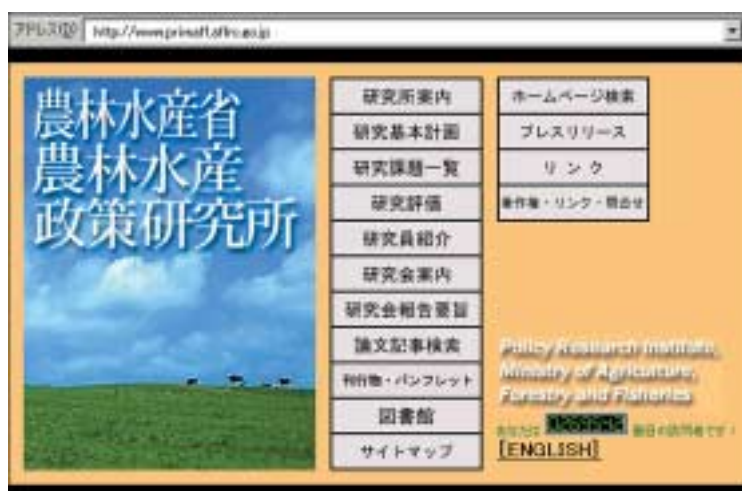 アドレス(D)
農林水産省
農林水産
政策研究所
研究所案内
研究基本計画
研究課題一覧
研究評価
研究員紹介
研究会案内
研究会報告要旨
論文記事検索
刊行物・パンフレット
図書館
サイトマップ
ホームページ検索
プレスリリース
リンク
著作権・リンク・問合せ
Policy Research Institute,
Ministry of Agriculture,
Forestry and Fisheries
あなたは 番目の訪問者です！
[ENGLISH]